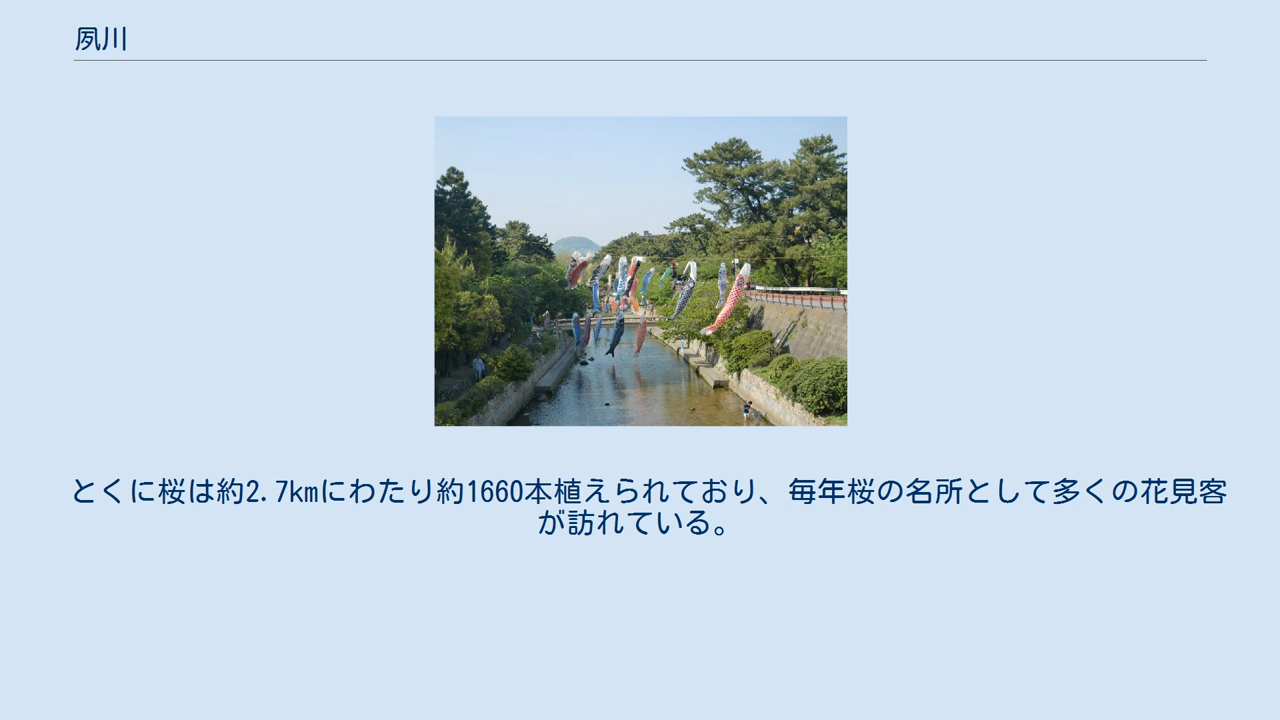 夙川
とくに桜は約2.7kmにわたり約1660本植えられており、毎年桜の名所として多くの花見客
が訪れている。